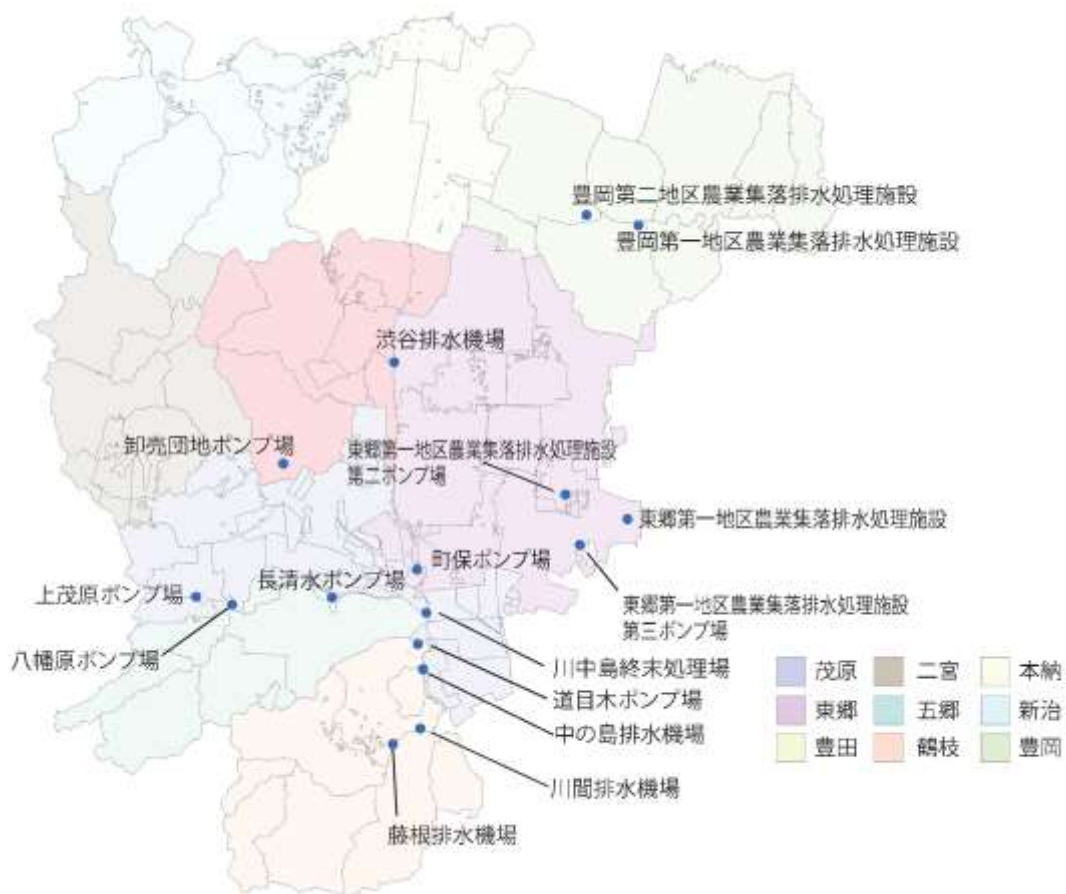 豊岡第二地区農業集落排水処理施設
豊岡第一地区農業集落排水処理施設
渋谷排水機場
卸売団地ポンプ場
東郷第一地区農業集落排水処理施設
第二ポンプ場
東郷第一地区農業集落排水処理施設
町保ポンプ場
長清水ポンプ場
上茂原ポンプ場
東郷第一地区農業集落排水処理施設
第三ポンプ場
八幡原ポンプ場
川中島終末処理場
道目木ポンプ場
中の島排水機場
川間排水機場
藤根排水機場
茂原
二宮
本納
東郷
五郷
新治
豊田
鶴枝
豊岡